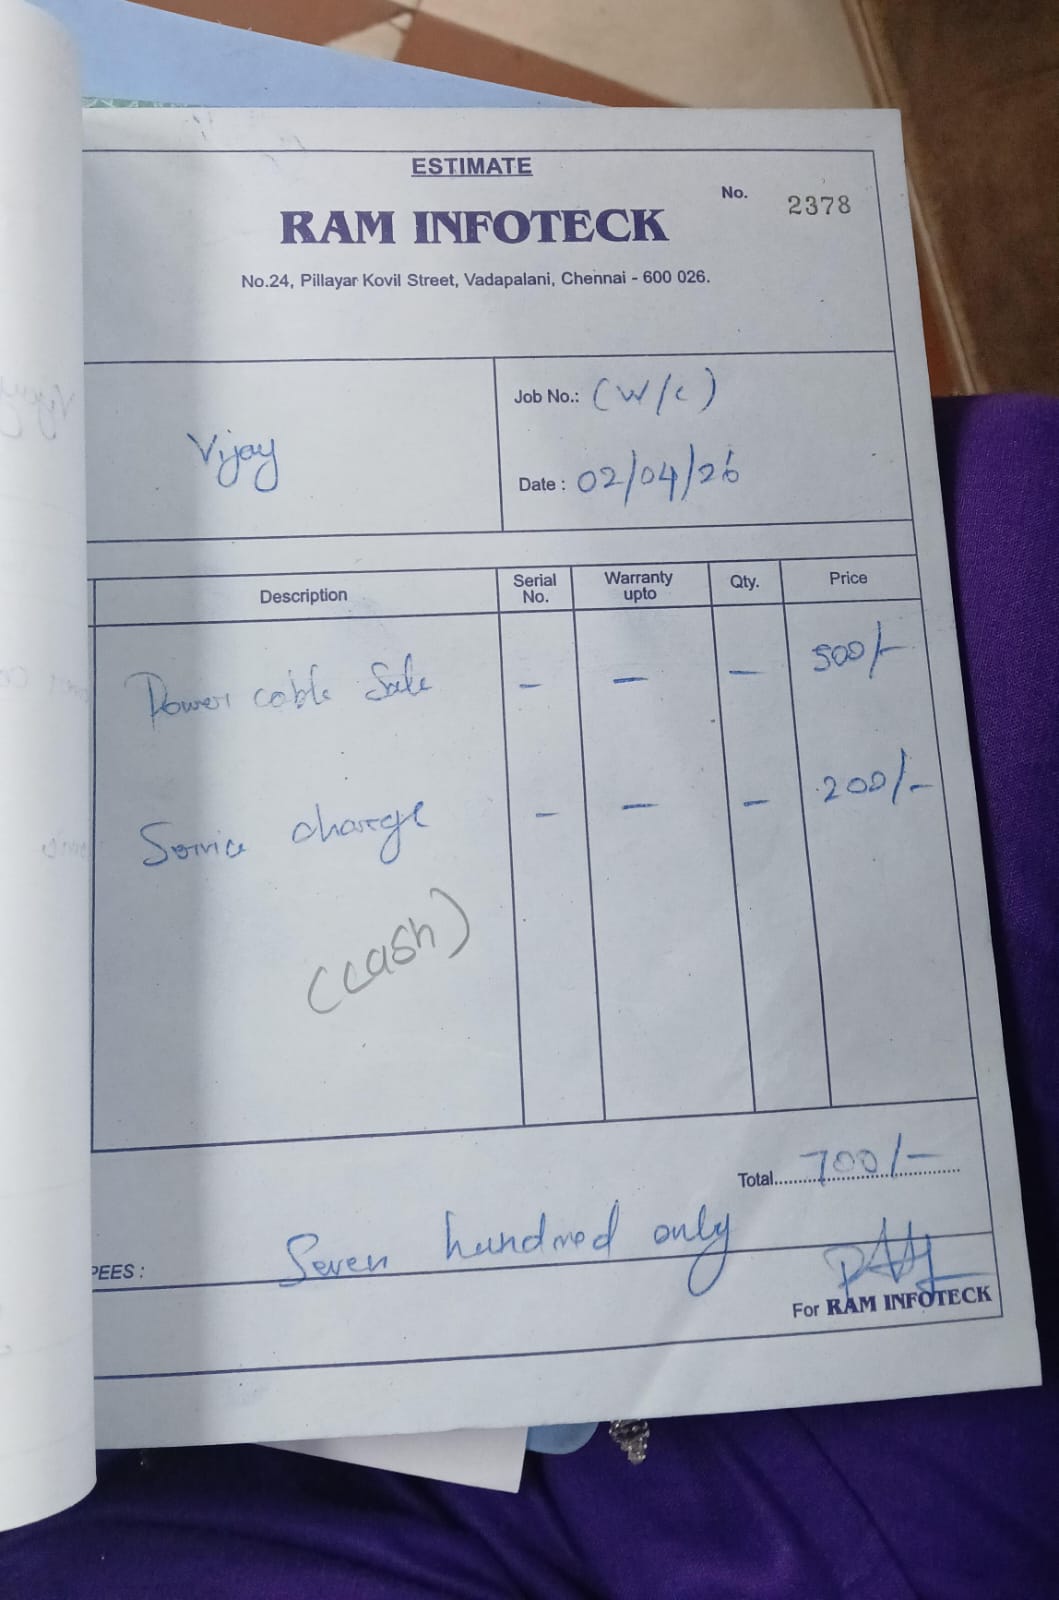 ESTIMATE
No. 2378
RAM INFOTECK
No.24, Pillayar Kovil Street, Vadapalani, Chennai - 600 026.
Vijay
Job No.: (W/C)
Date : 02/04/26
Description Serial No. Warranty upto Qty. Price
Power cable Sale - - - 500/-
Service charge - - - 200/-
(cash)
Total 700/-
PEES : Seven hundred only
For RAM INFOTECK